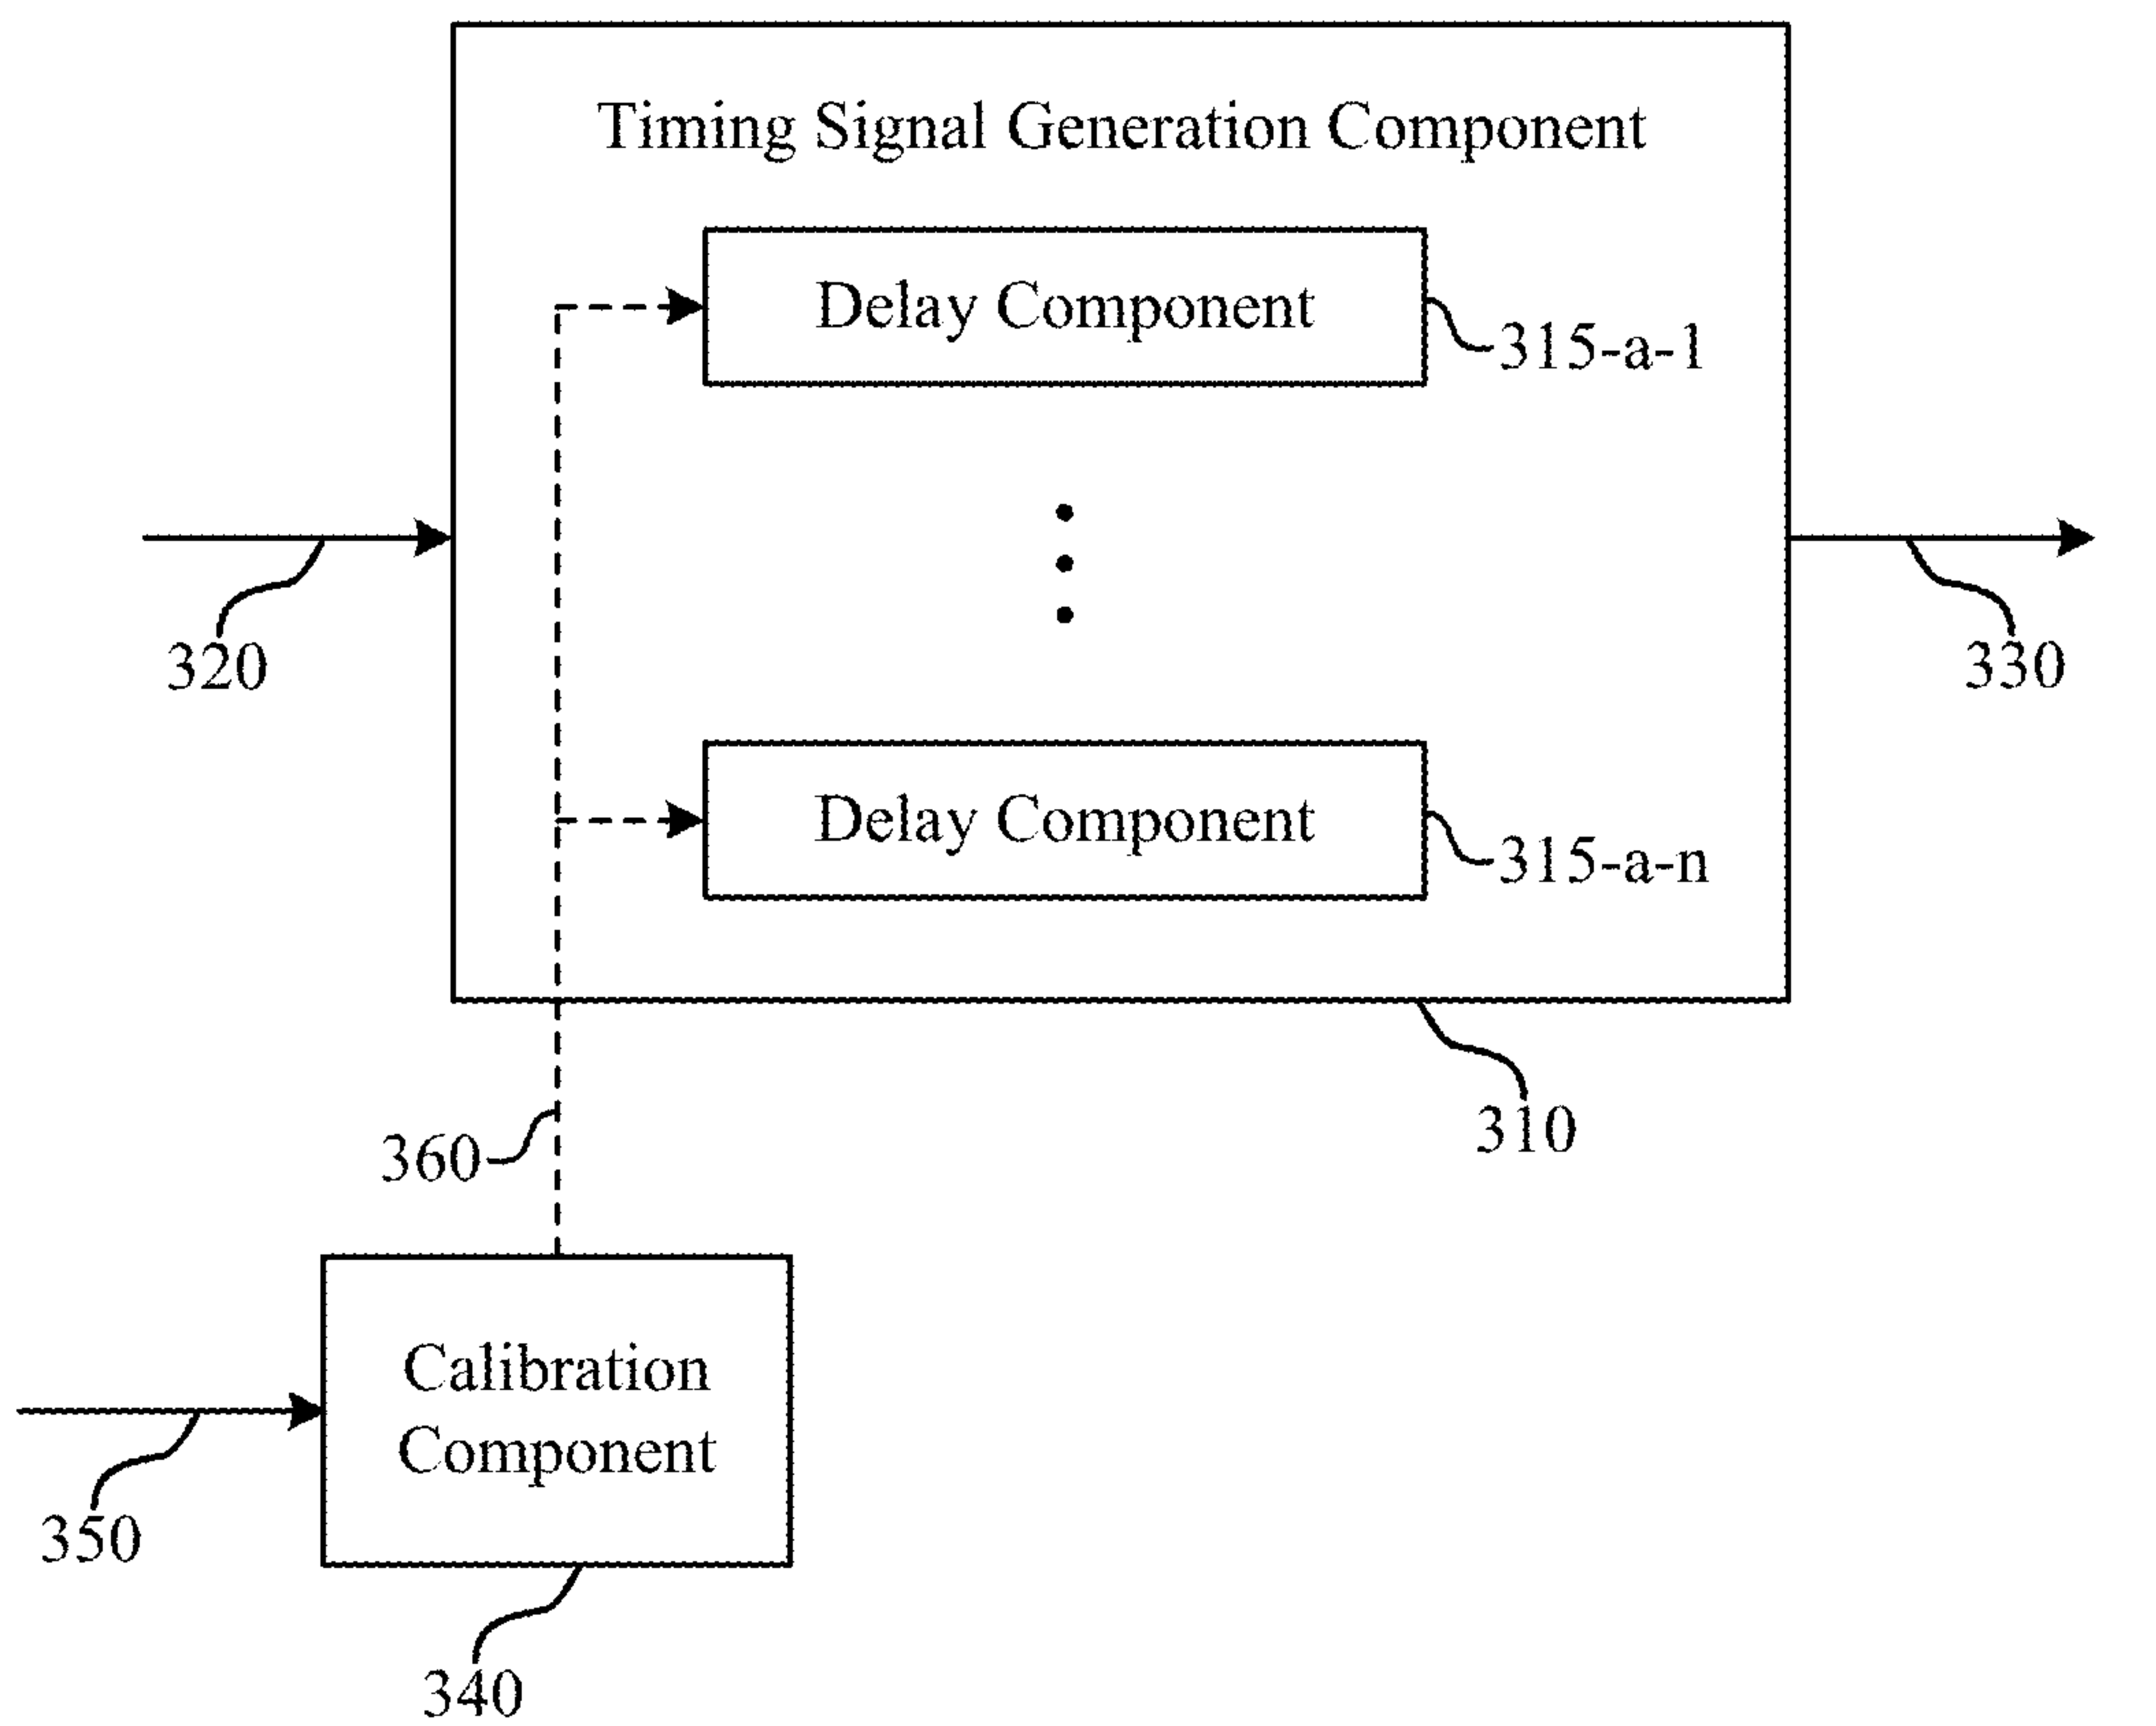 Timing Signal Generation Component
Delay Component
315-a-1
320
330
Delay Component
315-a-n
310
360
Calibration
Component
350
340